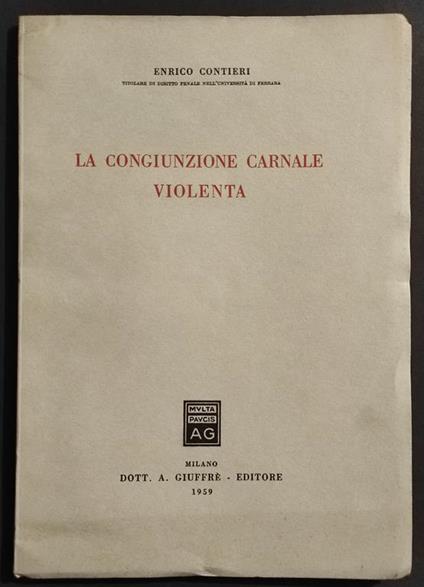 ENRICO CONTIERI
TITOLARE DI DIRITTO PENALE NELL'UNIVERSITÀ DI FERRARA
LA CONGIUNZIONE CARNALE
VIOLENTA
MVLTA
PAVCIS
AG
MILANO
DOTT. A. GIUFFRÈ - EDITORE
1959